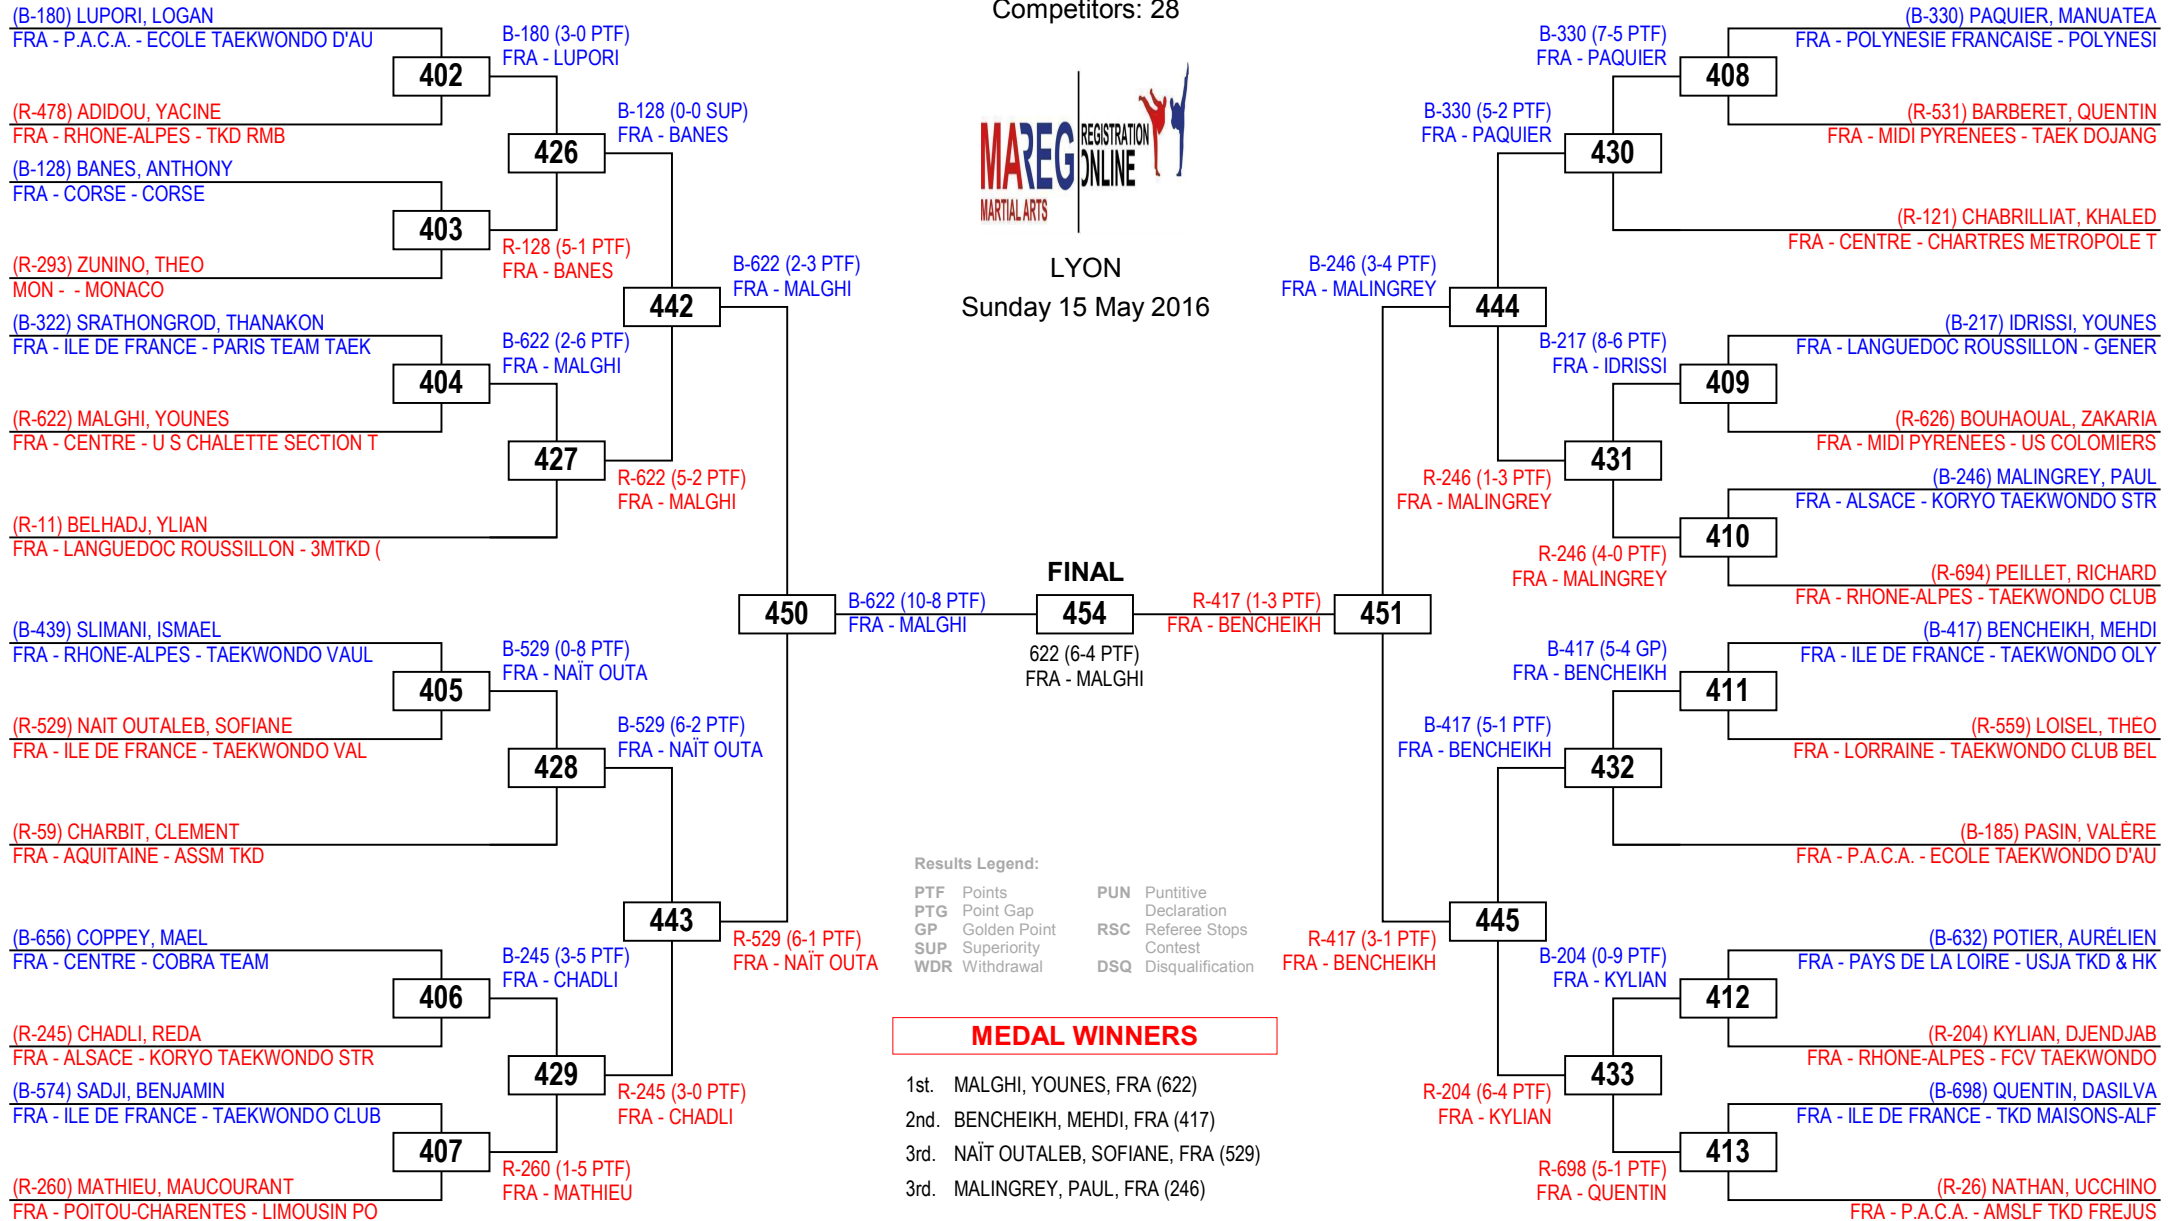 Competitors: 28
MAREG
MARTIAL ARTS
REGISTRATION
ONLINE
LYON
Sunday 15 May 2016
(B-180) LUPORI, LOGAN
FRA - P.A.C.A. - ECOLE TAEKWONDO D'AU
402
(R-478) ADIDOU, YACINE
FRA - RHONE-ALPES - TKD RMB
(B-128) BANES, ANTHONY
FRA - CORSE - CORSE
403
(R-293) ZUNINO, THEO
MON - - MONACO
(B-322) SRATHONGROD, THANAKON
FRA - ILE DE FRANCE - PARIS TEAM TAEK
404
(R-622) MALGHI, YOUNES
FRA - CENTRE - U S CHALETTE SECTION T
(R-11) BELHADJ, YLIAN
FRA - LANGUEDOC ROUSSILLON - 3MTKD (
(B-439) SLIMANI, ISMAEL
FRA - RHONE-ALPES - TAEKWONDO VAUL
405
(R-529) NAIT OUTALEB, SOFIANE
FRA - ILE DE FRANCE - TAEKWONDO VAL
(R-59) CHARBIT, CLEMENT
FRA - AQUITAINE - ASSM TKD
(B-656) COPPEY, MAEL
FRA - CENTRE - COBRA TEAM
406
(R-245) CHADLI, REDA
FRA - ALSACE - KORYO TAEKWONDO STR
(B-574) SADJI, BENJAMIN
FRA - ILE DE FRANCE - TAEKWONDO CLUB
407
(R-260) MATHIEU, MAUCOURANT
FRA - POITOU-CHARENTES - LIMOUSIN PO
B-180 (3-0 PTF)
FRA - LUPORI
426
R-128 (5-1 PTF)
FRA - BANES
B-622 (2-6 PTF)
FRA - MALGHI
427
B-529 (0-8 PTF)
FRA - NAÏT OUTA
428
B-245 (3-5 PTF)
FRA - CHADLI
429
R-260 (1-5 PTF)
FRA - MATHIEU
B-128 (0-0 SUP)
FRA - BANES
442
R-622 (5-2 PTF)
FRA - MALGHI
B-529 (6-2 PTF)
FRA - NAÏT OUTA
443
R-245 (3-0 PTF)
FRA - CHADLI
B-622 (2-3 PTF)
FRA - MALGHI
450
R-529 (6-1 PTF)
FRA - NAÏT OUTA
B-622 (10-8 PTF)
FRA - MALGHI
FINAL
454
622 (6-4 PTF)
FRA - MALGHI
R-417 (1-3 PTF)
FRA - BENCHEIKH
B-246 (3-4 PTF)
FRA - MALINGREY
451
R-417 (3-1 PTF)
FRA - BENCHEIKH
B-330 (5-2 PTF)
FRA - PAQUIER
444
R-246 (1-3 PTF)
FRA - MALINGREY
B-417 (5-1 PTF)
FRA - BENCHEIKH
445
R-204 (6-4 PTF)
FRA - KYLIAN
B-330 (7-5 PTF)
FRA - PAQUIER
430
B-217 (8-6 PTF)
FRA - IDRISSI
431
R-246 (4-0 PTF)
FRA - MALINGREY
B-417 (5-4 GP)
FRA - BENCHEIKH
432
B-204 (0-9 PTF)
FRA - KYLIAN
433
R-698 (5-1 PTF)
FRA - QUENTIN
(B-330) PAQUIER, MANUATEA
FRA - POLYNESIE FRANCAISE - POLYNESI
408
(R-531) BARBERET, QUENTIN
FRA - MIDI PYRENEES - TAEK DOJANG
(R-121) CHABRILLIAT, KHALED
FRA - CENTRE - CHARTRES METROPOLE T
(B-217) IDRISSI, YOUNES
FRA - LANGUEDOC ROUSSILLON - GENER
409
(R-626) BOUHAOUAL, ZAKARIA
FRA - MIDI PYRENEES - US COLOMIERS
(B-246) MALINGREY, PAUL
FRA - ALSACE - KORYO TAEKWONDO STR
410
(R-694) PEILLET, RICHARD
FRA - RHONE-ALPES - TAEKWONDO CLUB
(B-417) BENCHEIKH, MEHDI
FRA - ILE DE FRANCE - TAEKWONDO OLY
411
(R-559) LOISEL, THÉO
FRA - LORRAINE - TAEKWONDO CLUB BEL
(B-185) PASIN, VALÈRE
FRA - P.A.C.A. - ECOLE TAEKWONDO D'AU
(B-632) POTIER, AURÉLIEN
FRA - PAYS DE LA LOIRE - USJA TKD & HK
412
(R-204) KYLIAN, DJENDJAB
FRA - RHONE-ALPES - FCV TAEKWONDO
(B-698) QUENTIN, DASILVA
FRA - ILE DE FRANCE - TKD MAISONS-ALF
413
(R-26) NATHAN, UCCHINO
FRA - P.A.C.A. - AMSLF TKD FREJUS
Results Legend:
PTF Points
PTG Point Gap
GP Golden Point
SUP Superiority
WDR Withdrawal
PUN Puntitive
Declaration
RSC Referee Stops
Contest
DSQ Disqualification
MEDAL WINNERS
1st. MALGHI, YOUNES, FRA (622)
2nd. BENCHEIKH, MEHDI, FRA (417)
3rd. NAÏT OUTALEB, SOFIANE, FRA (529)
3rd. MALINGREY, PAUL, FRA (246)